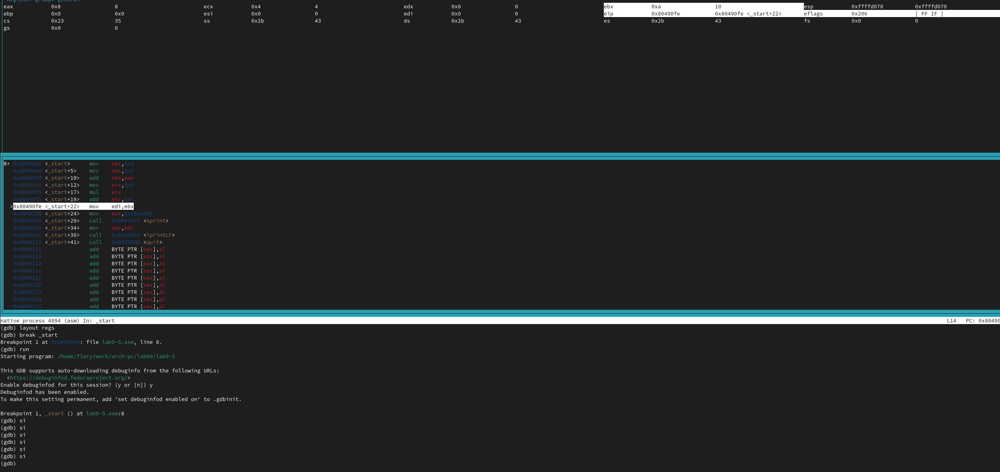 Register group: general
eax 0x8 8 ecx 0x4 4 edx 0x0 0 ebx 0xa 10 esp 0xffffd070 0xffffd070
ebp 0x0 0x0 esi 0x0 0 edi 0x0 0 eip 0x80490fe 0x80490fe <_start+22> eflags 0x206 [ PF IF ]
cs 0x23 35 ss 0x2b 43 ds 0x2b 43 es 0x2b 43 fs 0x0 0
gs 0x0 0
B+ 0x80490e8 <_start> mov ebx,0x3
0x80490ed <_start+5> mov eax,0x2
0x80490f2 <_start+10> add ebx,eax
0x80490f4 <_start+12> mov ecx,0x4
0x80490f9 <_start+17> mul ecx
0x80490fb <_start+19> add ebx,0x5
>0x80490fe <_start+22> mov edi,ebx
0x8049100 <_start+24> mov eax,0x804a000
0x8049105 <_start+29> call 0x804900f <sprint>
0x804910a <_start+34> mov eax,edi
0x804910c <_start+36> call 0x8049086 <iprintLF>
0x8049111 <_start+41> call 0x80490db <quit>
0x8049116 add BYTE PTR [eax],al
0x8049118 add BYTE PTR [eax],al
0x804911a add BYTE PTR [eax],al
0x804911c add BYTE PTR [eax],al
0x804911e add BYTE PTR [eax],al
0x8049120 add BYTE PTR [eax],al
0x8049122 add BYTE PTR [eax],al
0x8049124 add BYTE PTR [eax],al
0x8049126 add BYTE PTR [eax],al
native process 4894 (asm) In: _start L14 PC: 0x80490
(gdb) layout regs
(gdb) break _start
Breakpoint 1 at 0x80490e8: file lab9-5.asm, line 8.
(gdb) run
Starting program: /home/flory/work/arch-pc/lab09/lab9-5
This GDB supports auto-downloading debuginfo from the following URLs:
<https://debuginfod.fedoraproject.org/>
Enable debuginfod for this session? (y or [n]) y
Debuginfod has been enabled.
To make this setting permanent, add 'set debuginfod enabled on' to .gdbinit.
Breakpoint 1, _start () at lab9-5.asm:8
(gdb) si
(gdb) si
(gdb) si
(gdb) si
(gdb) si
(gdb) si
(gdb)